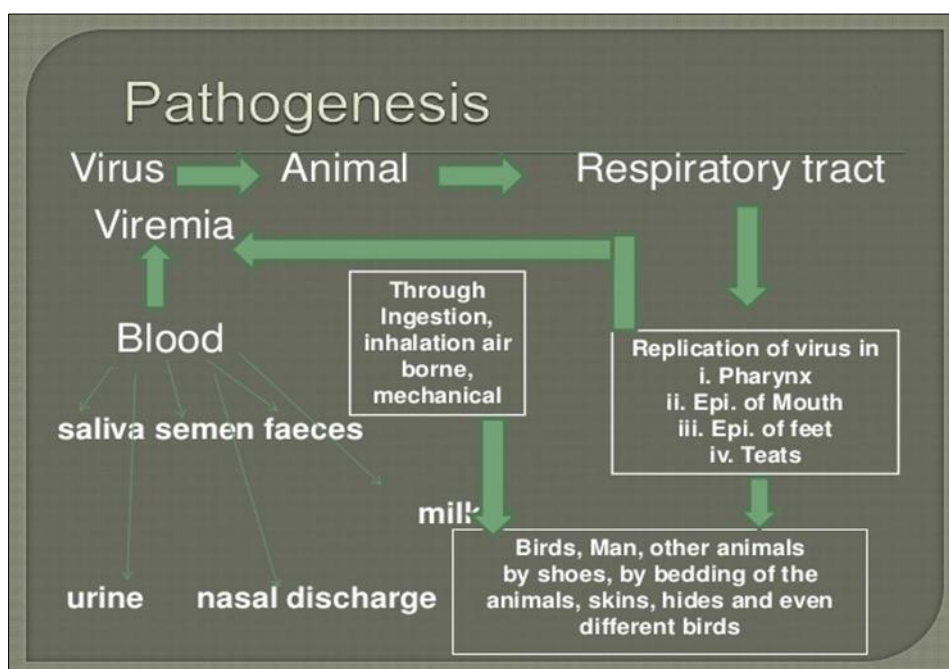 Pathogenesis
Virus Animal Respiratory tract
Viremia
Through
Ingestion,
inhalation air
borne,
mechanical
Blood
Replication of virus in
i. Pharynx
ii. Epi. of Mouth
iii. Epi. of feet
iv. Teats
saliva semen faeces
milk
Birds, Man, other animals
by shoes, by bedding of the
animals, skins, hides and even
different birds
urine nasal discharge